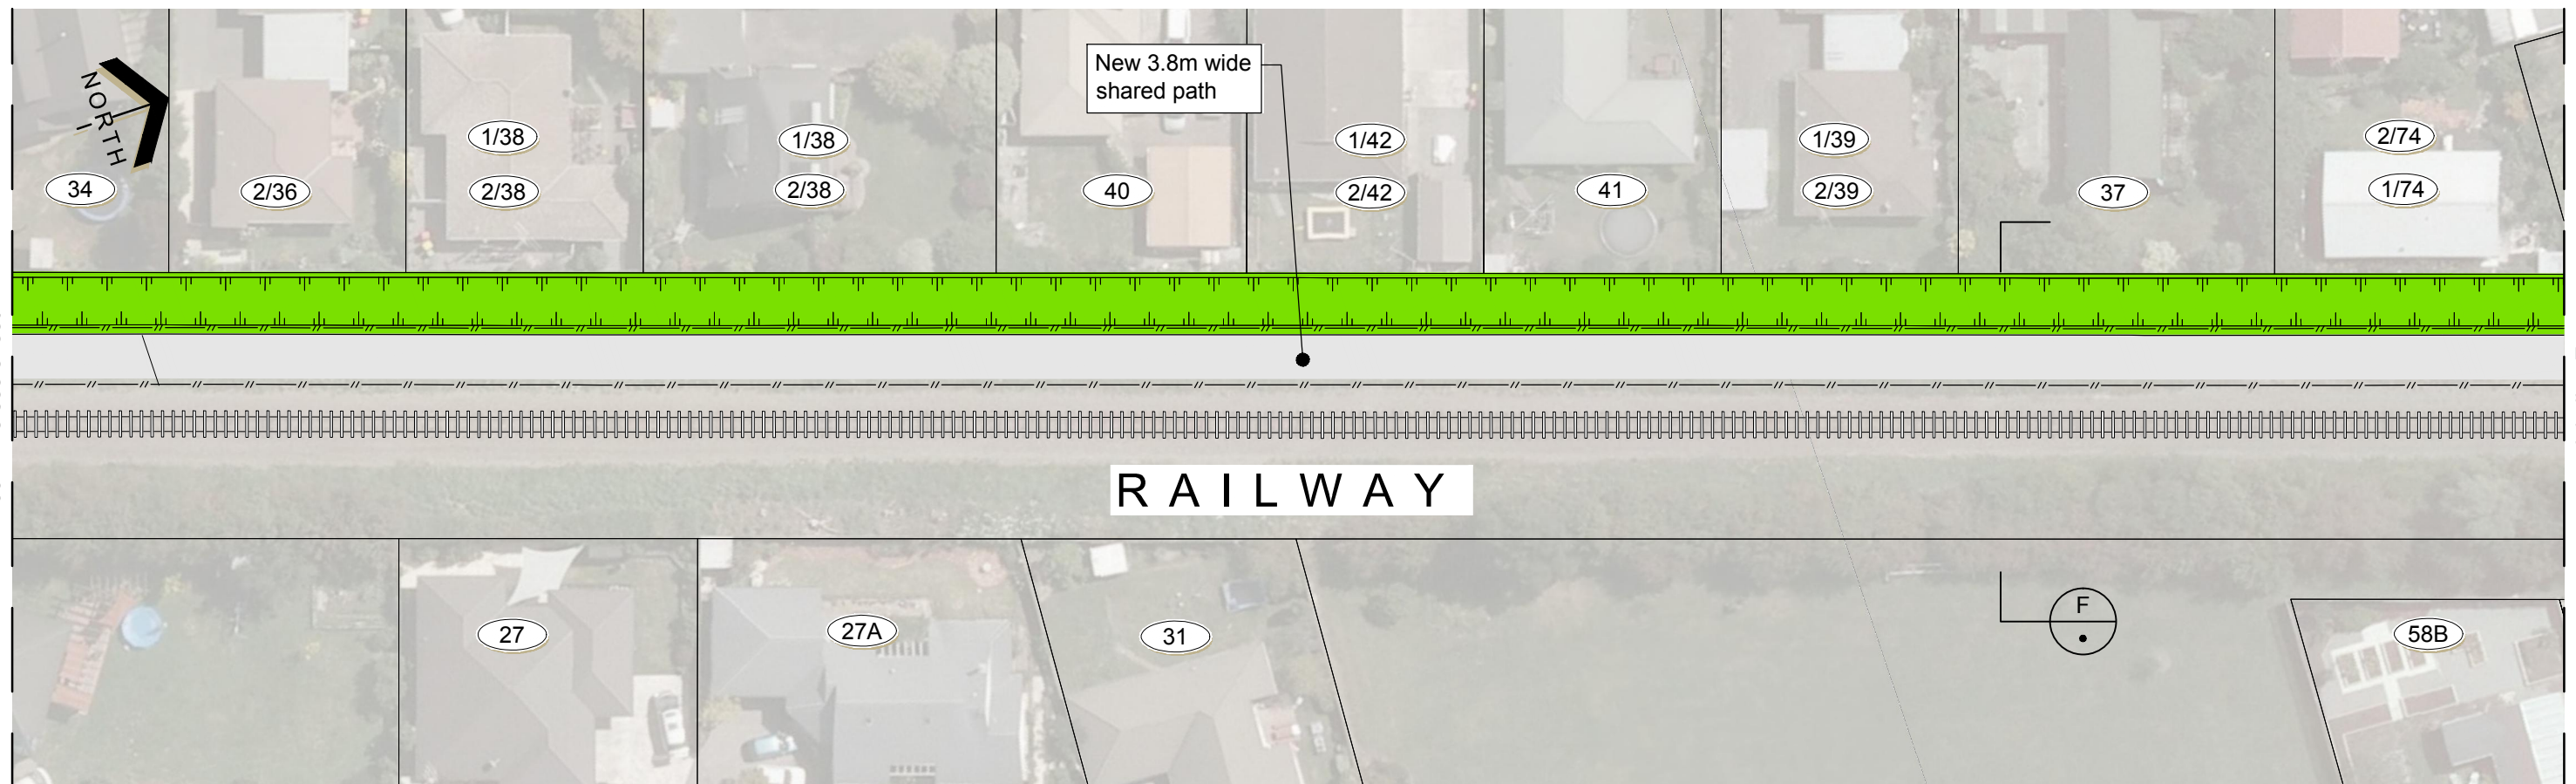 New 3.8m wide
shared path
NORTH
1/38
1/38
1/42
1/39
2/74
34
2/36
2/38
2/38
40
2/42
41
2/39
37
1/74
RAILWAY
27
27A
31
F
58B